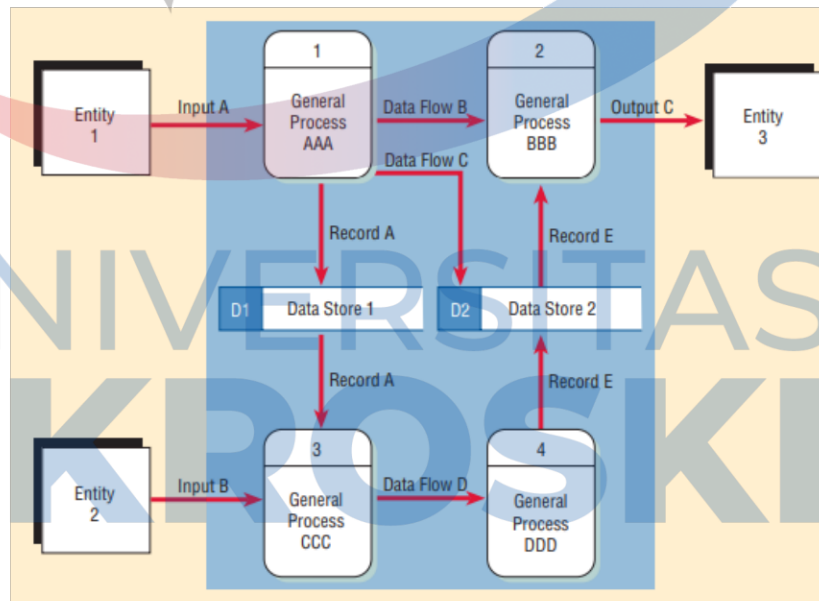 1
2
Entity
1
Input A
General
Process
AAA
Data Flow B
General
Process
BBB
Output C
Entity
3
Data Flow C
Record A
Record E
D1
Data Store 1
D2
Data Store 2
Record A
Record E
3
4
Entity
2
Input B
General
Process
CCC
Data Flow D
General
Process
DDD
NIVERSITAS
KROSKI